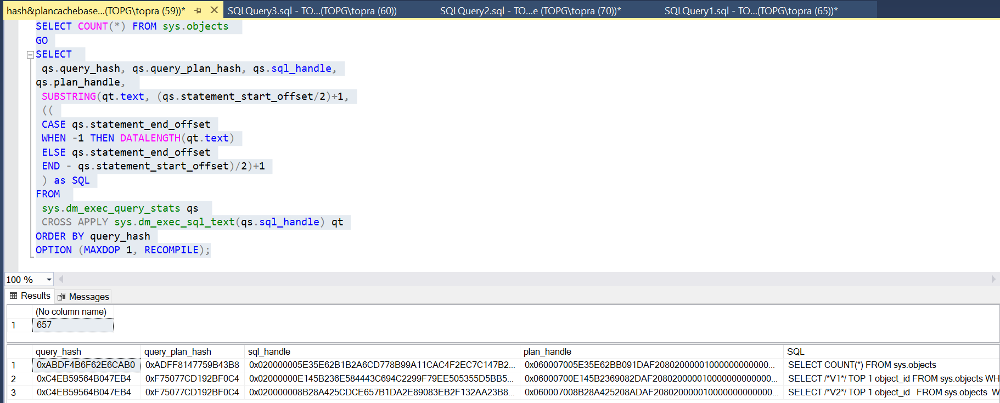 hash&plancachebase...(TOPG\topra (59))* SQLQuery3.sql - TO...(TOPG\topra (60)) SQLQuery2.sql - TO...e (TOPG\topra (70))* SQLQuery1.sql - TO...(TOPG\topra (65))*
SELECT COUNT(*) FROM sys.objects
GO
SELECT
qs.query_hash, qs.query_plan_hash, qs.sql_handle,
qs.plan_handle,
SUBSTRING(qt.text, (qs.statement_start_offset/2)+1,
((
CASE qs.statement_end_offset
WHEN -1 THEN DATALENGTH(qt.text)
ELSE qs.statement_end_offset
END - qs.statement_start_offset)/2)+1
) as SQL
FROM
sys.dm_exec_query_stats qs
CROSS APPLY sys.dm_exec_sql_text(qs.sql_handle) qt
ORDER BY query_hash
OPTION (MAXDOP 1, RECOMPILE);
100 %
Results Messages
(No column name)
1 657
query_hash query_plan_hash sql_handle plan_handle SQL
1 0xABDF4B6F62E6CAB0 0xADFF8147759B43B8 0x020000005E35E62B1B2A6CD778B99A11CAC4F2EC7C147B2... 0x060007005E35E62BB091DAF20802000001000000000000... SELECT COUNT(*) FROM sys.objects
2 0xC4EB59564B047EB4 0xF75077CD192BF0C4 0x02000000E145B236E584443C694C2299F79EE505355D5BB5... 0x06000700E145B2369082DAF20802000001000000000000... SELECT /*V1*/ TOP 1 object_id FROM sys.objects WH
3 0xC4EB59564B047EB4 0xF75077CD192BF0C4 0x020000008B28A425CDCE657B1DA2E89083EB2F132AA23B8... 0x060007008B28A425208ADAF20802000001000000000000... SELECT /*V2*/ TOP 1 object_id FROM sys.objects W